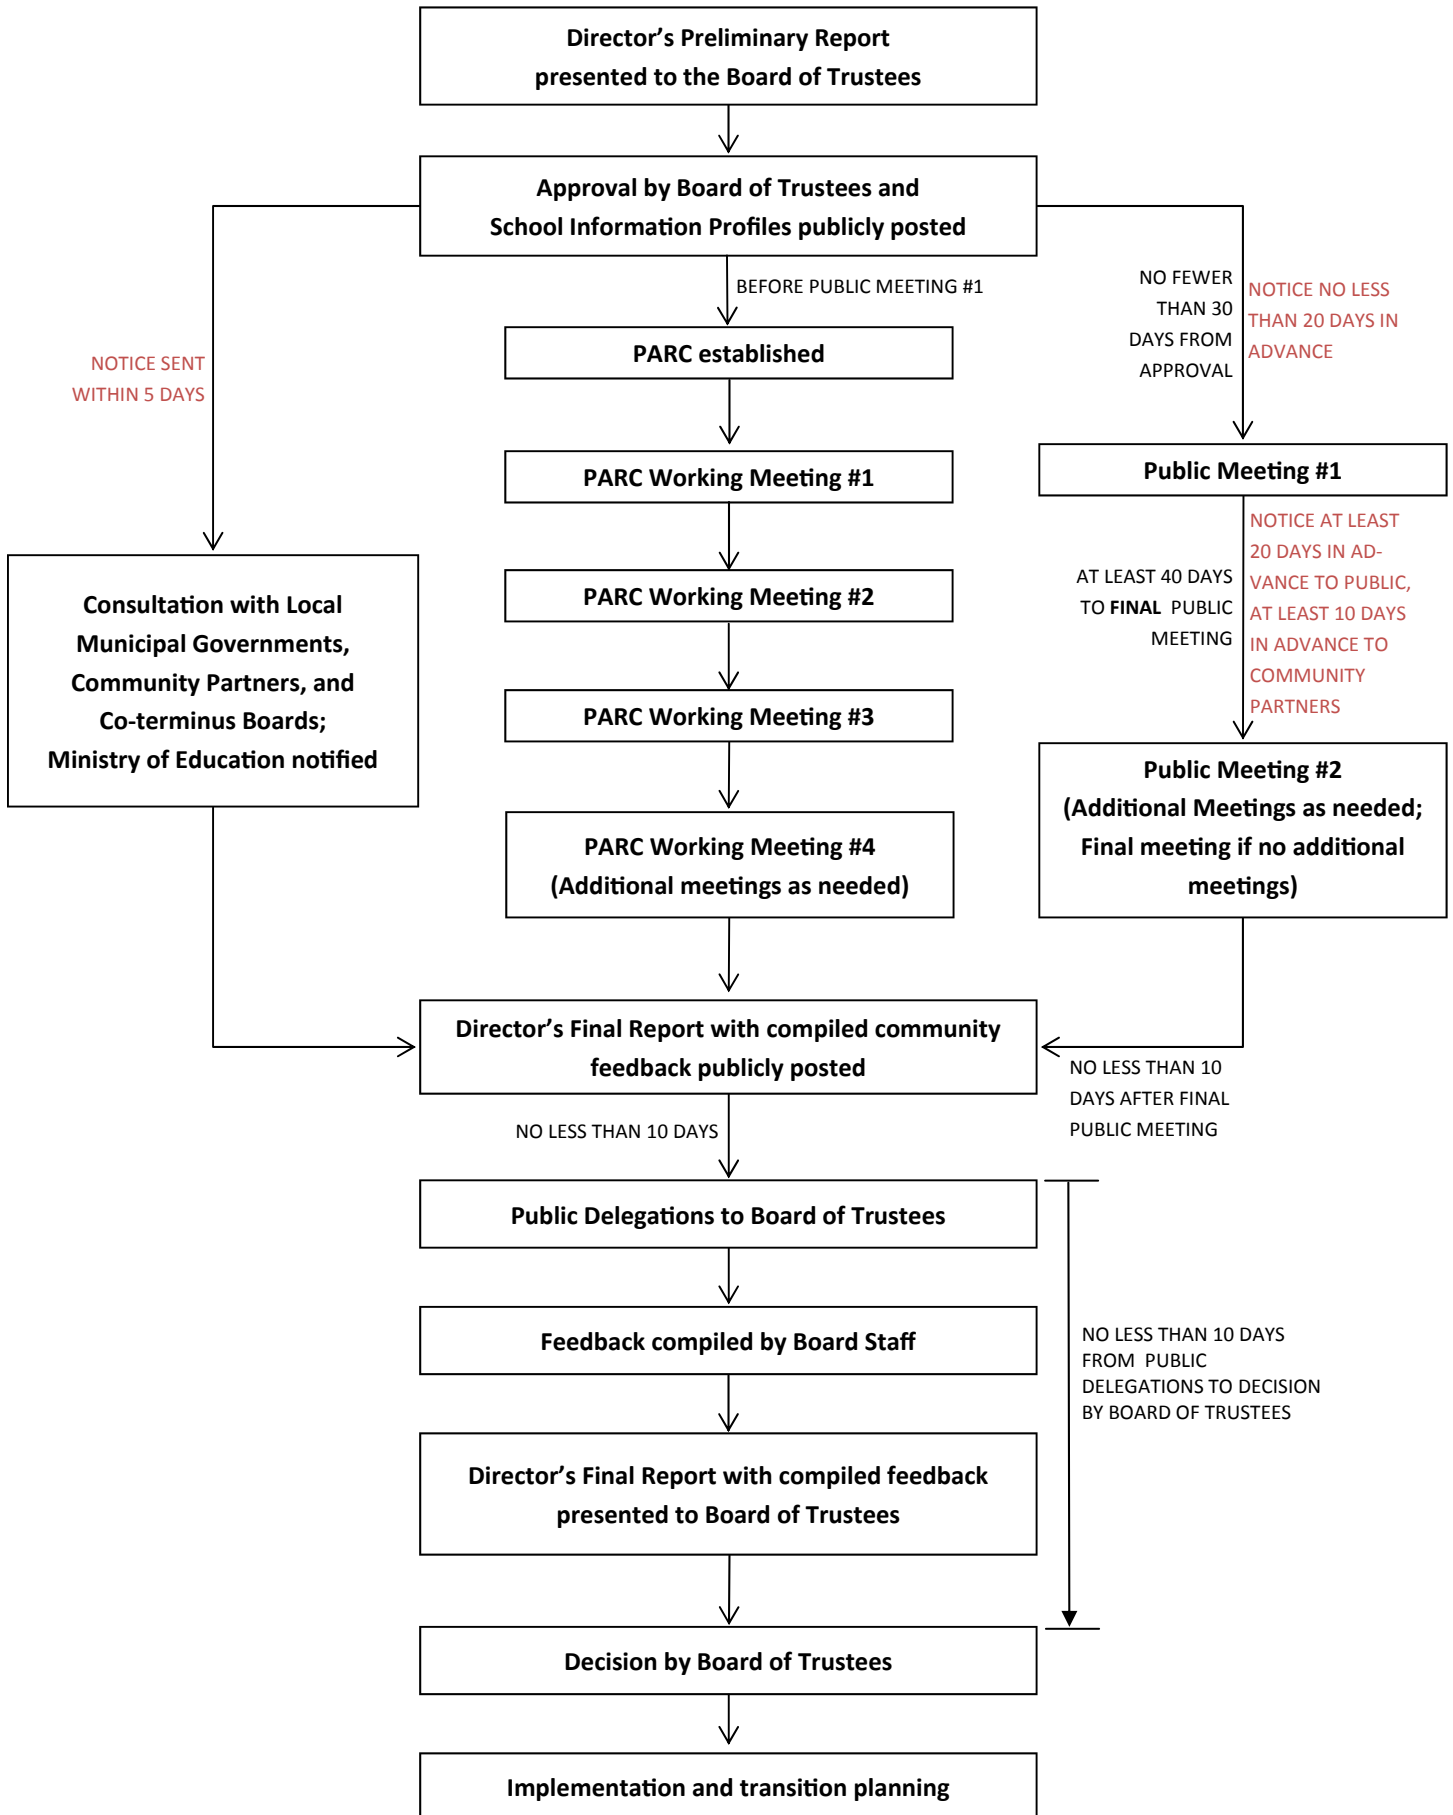 Director’s Preliminary Report
presented to the Board of Trustees
Approval by Board of Trustees and
School Information Profiles publicly posted
NOTICE SENT
WITHIN 5 DAYS
BEFORE PUBLIC MEETING #1
NO FEWER
THAN 30
DAYS FROM
APPROVAL
NOTICE NO LESS
THAN 20 DAYS IN
ADVANCE
PARC established
PARC Working Meeting #1
Public Meeting #1
Consultation with Local
Municipal Governments,
Community Partners, and
Co-terminus Boards;
Ministry of Education notified
PARC Working Meeting #2
AT LEAST 40 DAYS
TO FINAL PUBLIC
MEETING
NOTICE AT LEAST
20 DAYS IN AD-
VANCE TO PUBLIC,
AT LEAST 10 DAYS
IN ADVANCE TO
COMMUNITY
PARTNERS
PARC Working Meeting #3
Public Meeting #2
(Additional Meetings as needed;
Final meeting if no additional
meetings)
PARC Working Meeting #4
(Additional meetings as needed)
Director’s Final Report with compiled community
feedback publicly posted
NO LESS THAN 10
DAYS AFTER FINAL
PUBLIC MEETING
NO LESS THAN 10 DAYS
Public Delegations to Board of Trustees
Feedback compiled by Board Staff
NO LESS THAN 10 DAYS
FROM PUBLIC
DELEGATIONS TO DECISION
BY BOARD OF TRUSTEES
Director’s Final Report with compiled feedback
presented to Board of Trustees
Decision by Board of Trustees
Implementation and transition planning